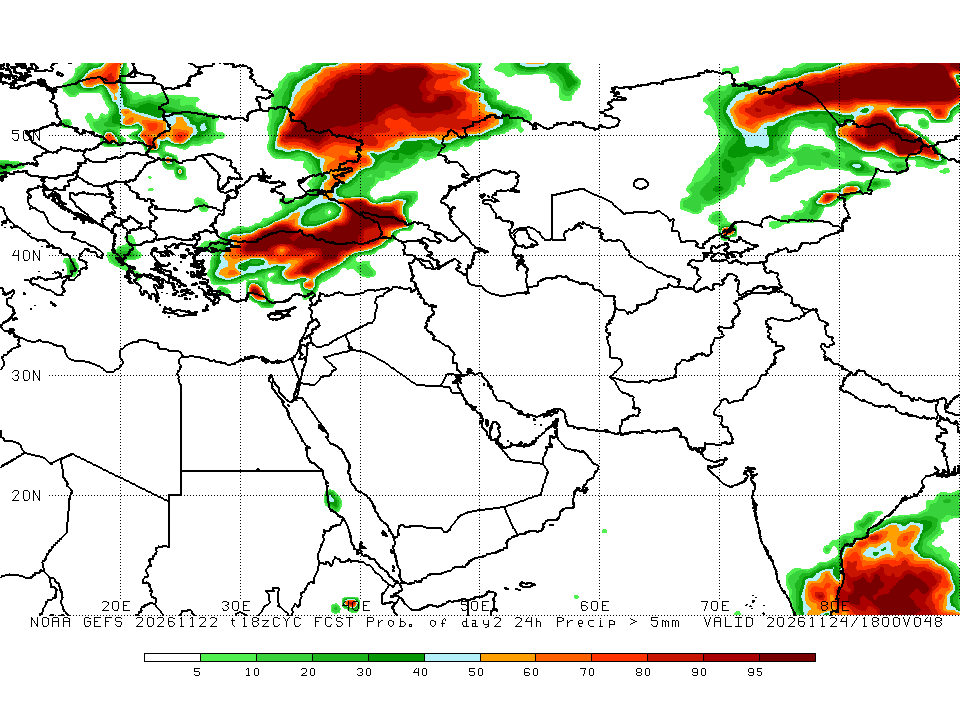 50N
40N
30N
20N
20E 30E 40E 50E 60E 70E 80E
NOAA GEFS 20261122 t18zCYC FCST Prob. of day2 24h Precip > 5mm VALID 20261124/1800V048
5 10 20 30 40 50 60 70 80 90 95